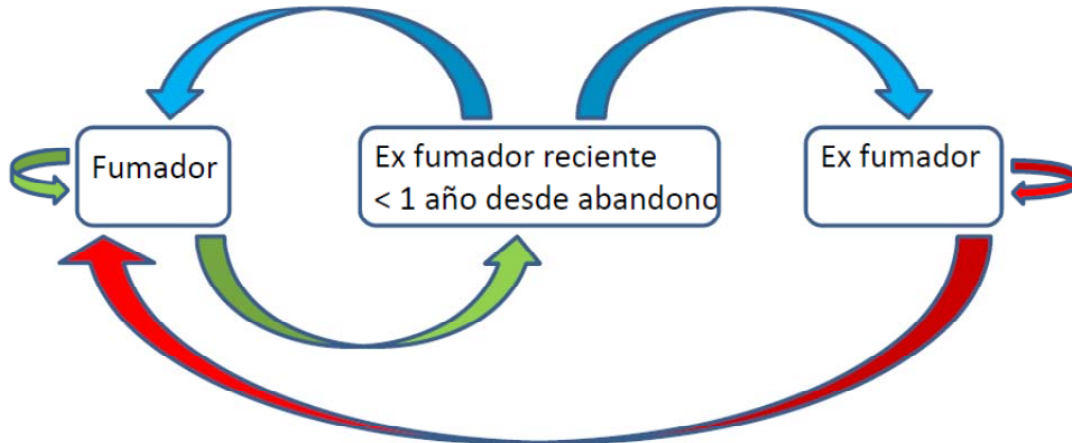 Fumador
Ex fumador reciente
< 1 año desde abandono
Ex fumador